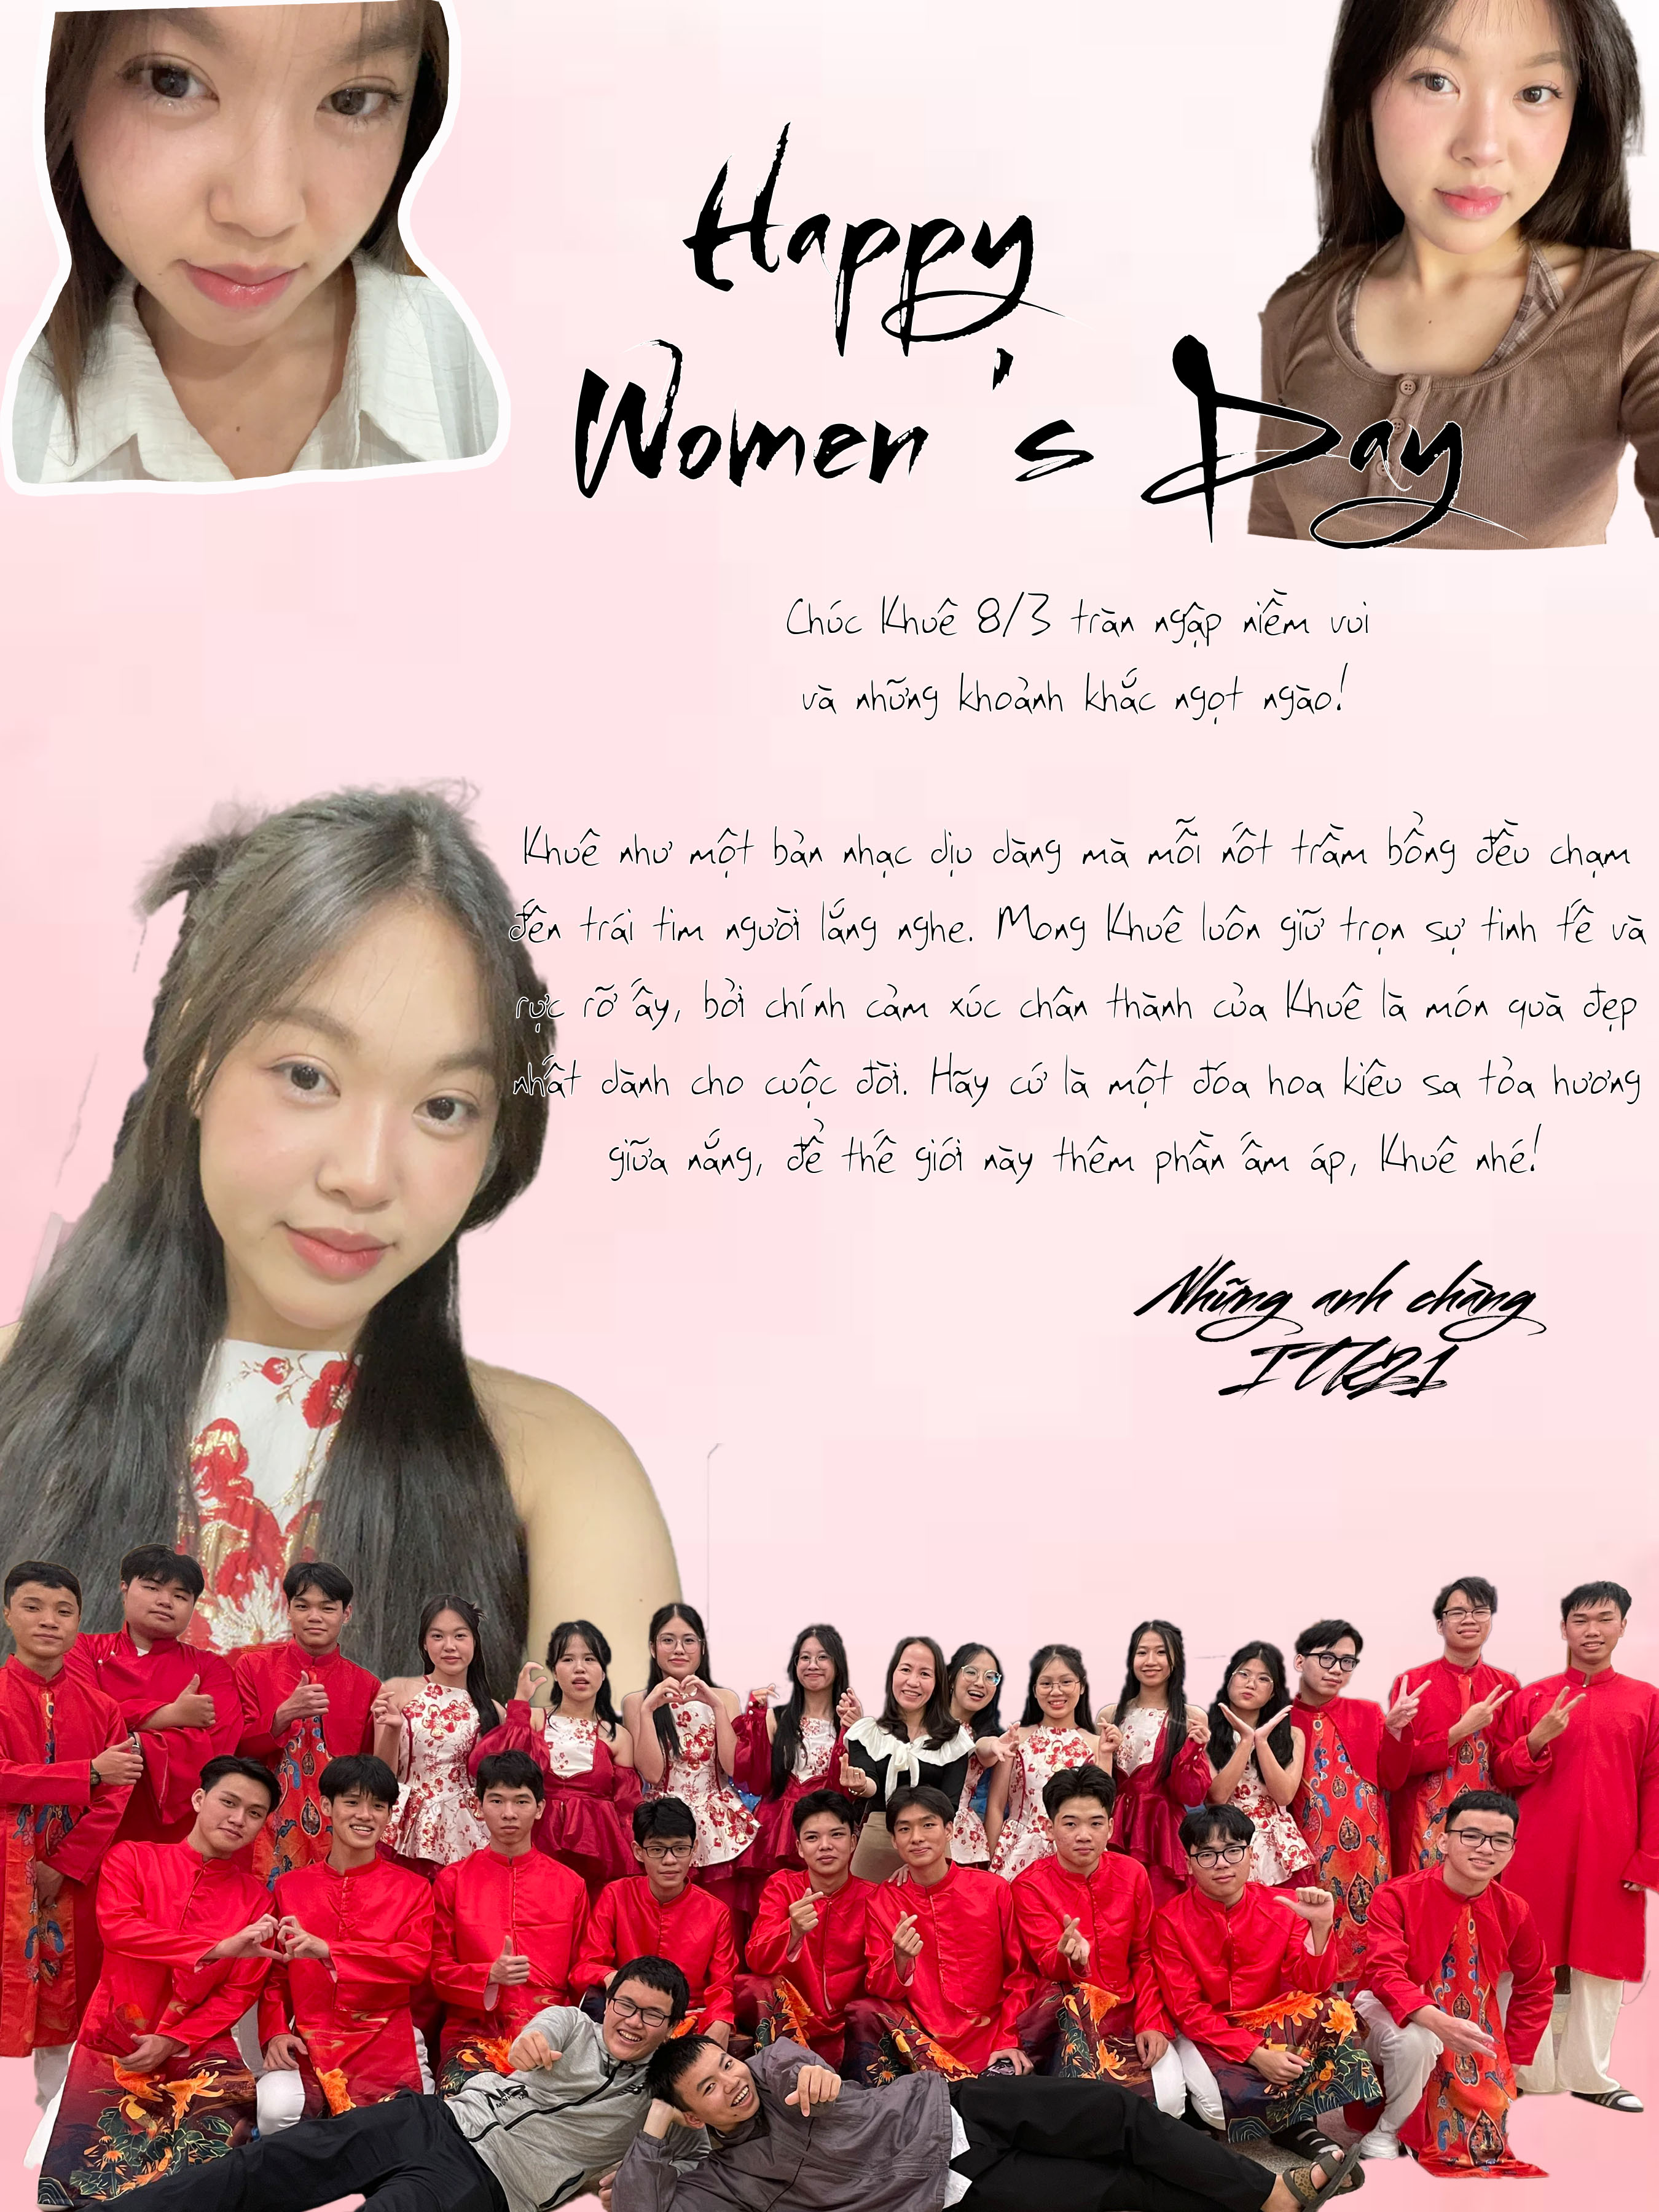 Happy
Women's Day
Chúc Khuê 8/3 tràn ngập niềm vui
và những khoảnh khắc ngọt ngào!
Khuê như một bản nhạc dịu dàng mà mỗi nốt trầm bổng đều chạm
đến trái tim người lắng nghe. Mong Khuê luôn giữ trọn sự tinh tế và
rực rỡ ấy, bởi chính cảm xúc chân thành của Khuê là món quà đẹp
nhất dành cho cuộc đời. Hãy cứ là một đóa hoa kiêu sa tỏa hương
giữa nắng, để thế giới này thêm phần ấm áp, Khuê nhé!
Những anh chàng
ITK21